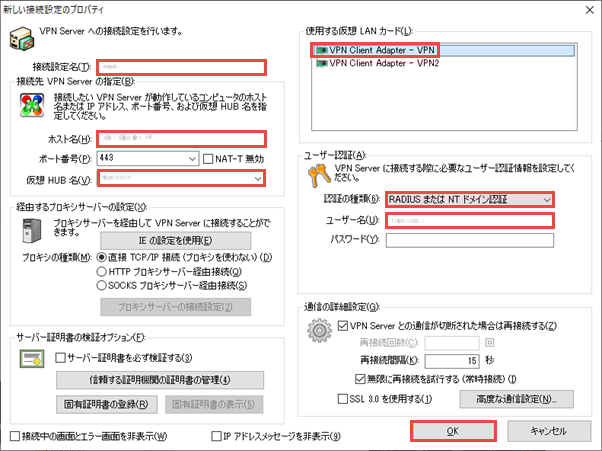 新しい接続設定のプロパティ
VPN Server への接続設定を行います。
接続設定名(T):
接続先 VPN Server の指定(B):
接続したい VPN Server が動作しているコンピュータのホスト
名または IP アドレス、ポート番号、および仮想 HUB 名を指
定してください。
ホスト名(H):
ポート番号(P): 443 NAT-T 無効
仮想 HUB 名(V):
経由するプロキシサーバーの設定(X):
プロキシサーバーを経由して VPN Server に接続することがで
きます。
IE の設定を使用(E)
プロキシの種類(M): 直接 TCP/IP 接続 (プロキシを使わない) (D)
HTTP プロキシサーバー経由接続(Q)
SOCKS プロキシサーバー経由接続(S)
プロキシサーバーの接続設定(2)
サーバー証明書の検証オプション(F):
サーバー証明書を必ず検証する(3)
信頼する証明機関の証明書の管理(4)
固有証明書の登録(R) 固有証明書の表示(5)
接続中の画面とエラー画面を非表示(W) IP アドレスメッセージを非表示(9)
使用する仮想 LAN カード(L):
VPN Client Adapter - VPN
VPN Client Adapter - VPN2
ユーザー認証(A):
VPN Server に接続する際に必要なユーザー認証情報を設定してく
ださい。
認証の種類(6): RADIUS または NT ドメイン認証
ユーザー名(U):
パスワード(Y):
通信の詳細設定(G):
VPN Server との通信が切断された場合は再接続する(Z)
再接続回数(C): 回
再接続間隔(K): 15 秒
無限に再接続を試行する (常時接続) (I)
SSL 3.0 を使用する(1) 高度な通信設定(N)...
OK キャンセル